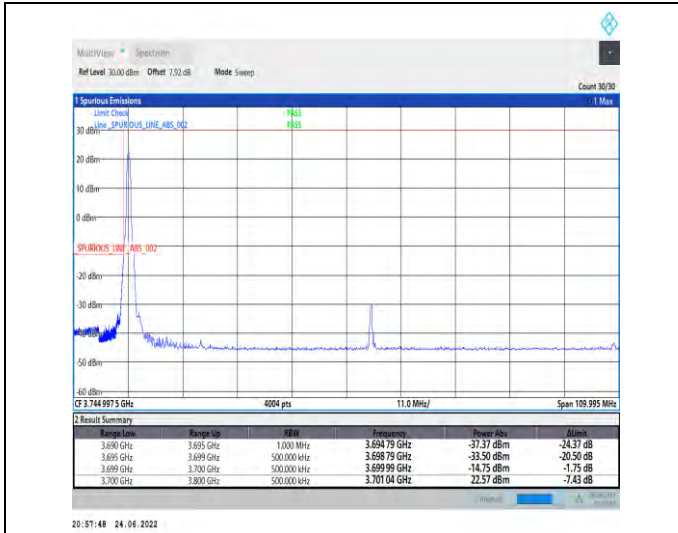 MultiView Spectrum
Ref Level 30.00 dBm Offset 7.92 dB Mode Sweep
Count 30/30
1 Spurious Emissions 1 Max
Limit Check PASS
Line _SPURIOUS_LINE_ABS_002 PASS
30 dBm
20 dBm
10 dBm
0 dBm
_SPURIOUS_LINE_ABS_002
-20 dBm
-30 dBm
-40 dBm
-50 dBm
-60 dBm
CF 3.744 997 5 GHz 4004 pts 11.0 MHz/ Span 109.995 MHz
2 Result Summary
Range Low Range Up RBW Frequency Power Abs ΔLimit
3.690 GHz 3.695 GHz 1.000 MHz 3.694 79 GHz -37.37 dBm -24.37 dB
3.695 GHz 3.699 GHz 500.000 kHz 3.698 79 GHz -33.50 dBm -20.50 dB
3.699 GHz 3.700 GHz 500.000 kHz 3.699 99 GHz -14.75 dBm -1.75 dB
3.700 GHz 3.800 GHz 500.000 kHz 3.701 04 GHz 22.57 dBm -7.43 dB
20:57:48 24.06.2022